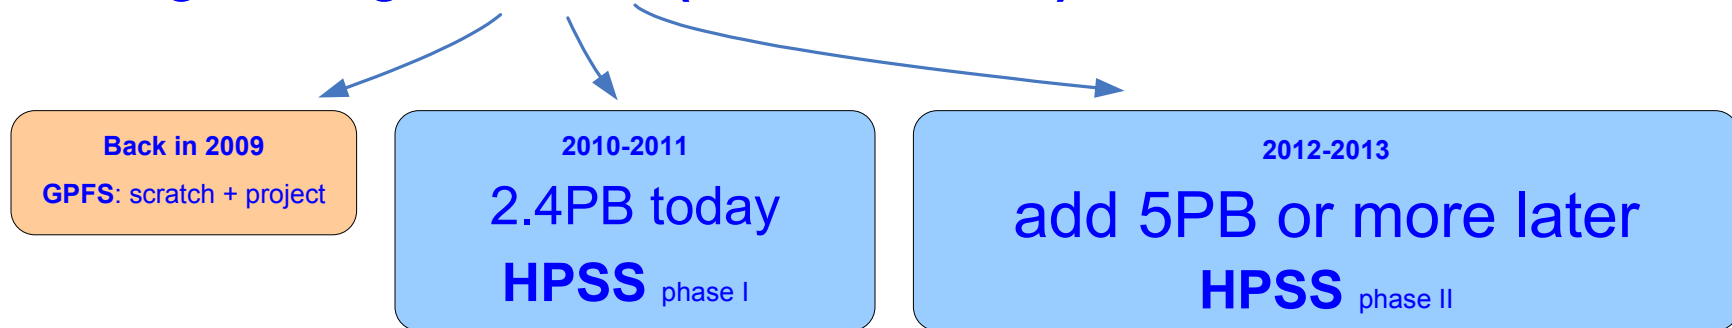 Back in 2009
GPFS: scratch + project
2010-2011
2.4PB today
HPSS phase I
2012-2013
add 5PB or more later
HPSS phase II